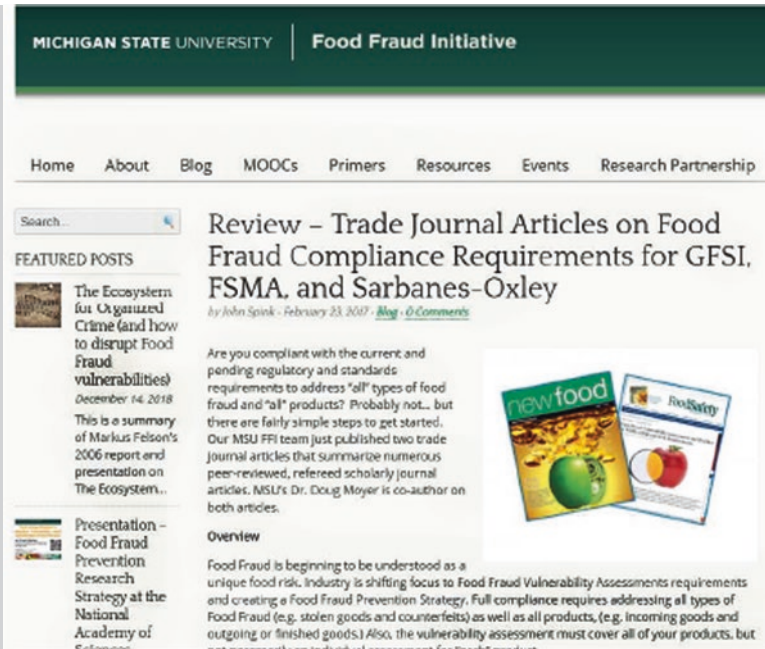 MICHIGAN STATE UNIVERSITY
Food Fraud Initiative
Home About Blog MOOCs Primers Resources Events Research Partnership
Search...
FEATURED POSTS
The Ecosystem
for Organized
Crime (and how
to disrupt Food
Fraud
vulnerabilities)
December 14, 2018
This is a summary
of Markus Felson's
2006 report and
presentation on
The Ecosystem...
Presentation –
Food Fraud
Prevention
Research
Strategy at the
National
Academy of
Sciences
Review – Trade Journal Articles on Food
Fraud Compliance Requirements for GFSI,
FSMA, and Sarbanes-Oxley
by John Spink • February 23, 2017 • Blog • 0 Comments
Are you compliant with the current and
pending regulatory and standards
requirements to address "all" types of food
fraud and "all" products? Probably not... but
there are fairly simple steps to get started.
Our MSU FFI team just published two trade
journal articles that summarize numerous
peer-reviewed, refereed scholarly journal
articles. MSU's Dr. Doug Moyer is co-author on
both articles.
newfood
FoodSafety
Overview
Food Fraud is beginning to be understood as a
unique food risk. Industry is shifting focus to Food Fraud Vulnerability Assessments requirements
and creating a Food Fraud Prevention Strategy. Full compliance requires addressing all types of
Food Fraud (e.g. stolen goods and counterfeits) as well as all products, (e.g. incoming goods and
outgoing or finished goods.) Also, the vulnerability assessment must cover all of your products, but
not necessarily an individual assessment for "each" product.